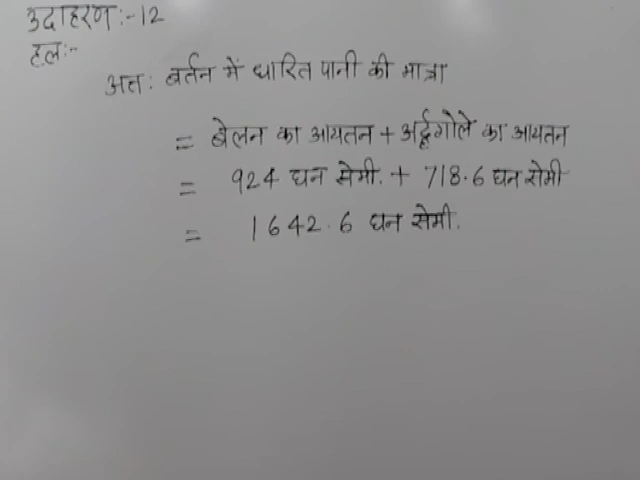 उदाहरण:-12
हल:-
अत: बर्तन में धारित पानी की मात्रा
= बेलन का आयतन + अर्द्धगोले का आयतन
= 924 घन सेमी. + 718.6 घन सेमी
= 1642.6 घन सेमी.